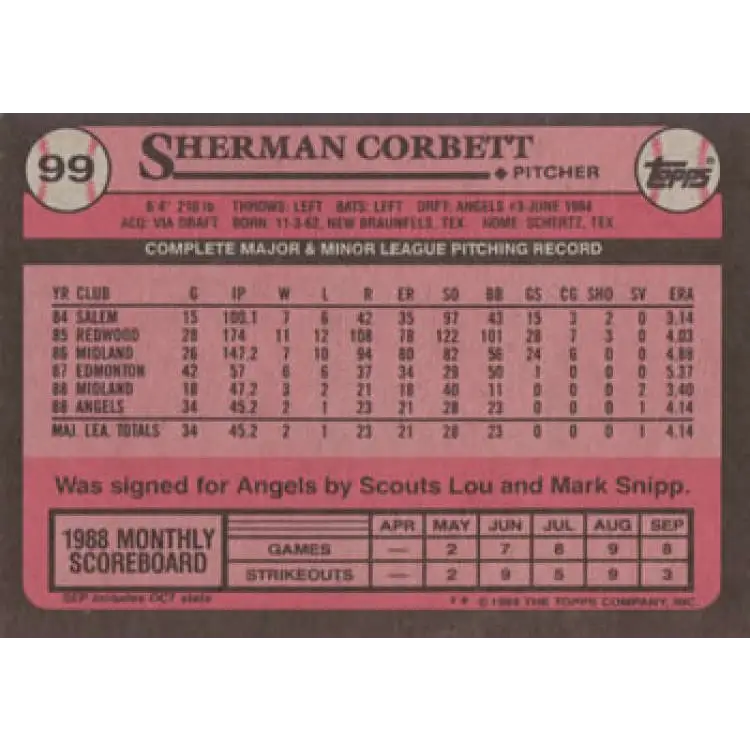 99
SHERMAN CORBETT
PITCHER
TOPPS®
6'4" 210 lb THROWS: LEFT BATS: LEFT DRFT: ANGELS #3-JUNE 1984
ACQ: VIA DRAFT BORN: 11-3-62, NEW BRAUNFELS, TEX. HOME: SCHERTZ, TEX.
COMPLETE MAJOR & MINOR LEAGUE PITCHING RECORD
YR CLUB G IP W L R ER SO BB GS CG SHO SV ERA
84 SALEM 15 100.1 7 6 42 35 97 43 15 3 2 0 3.14
85 REDWOOD 28 174 11 12 108 78 122 101 28 7 3 0 4.03
86 MIDLAND 26 147.2 7 10 94 80 82 56 24 6 0 0 4.88
87 EDMONTON 42 57 6 6 37 34 29 50 1 0 0 0 5.37
88 MIDLAND 18 47.2 3 2 21 18 40 11 0 0 0 2 3.40
88 ANGELS 34 45.2 2 1 23 21 28 23 0 0 0 1 4.14
MAJ. LEA. TOTALS 34 45.2 2 1 23 21 28 23 0 0 0 1 4.14
Was signed for Angels by Scouts Lou and Mark Snipp.
1988 MONTHLY SCOREBOARD
APR MAY JUN JUL AUG SEP
GAMES — 2 7 8 9 8
STRIKEOUTS — 2 9 5 9 3
SEP includes OCT stats
© 1989 THE TOPPS COMPANY, INC.